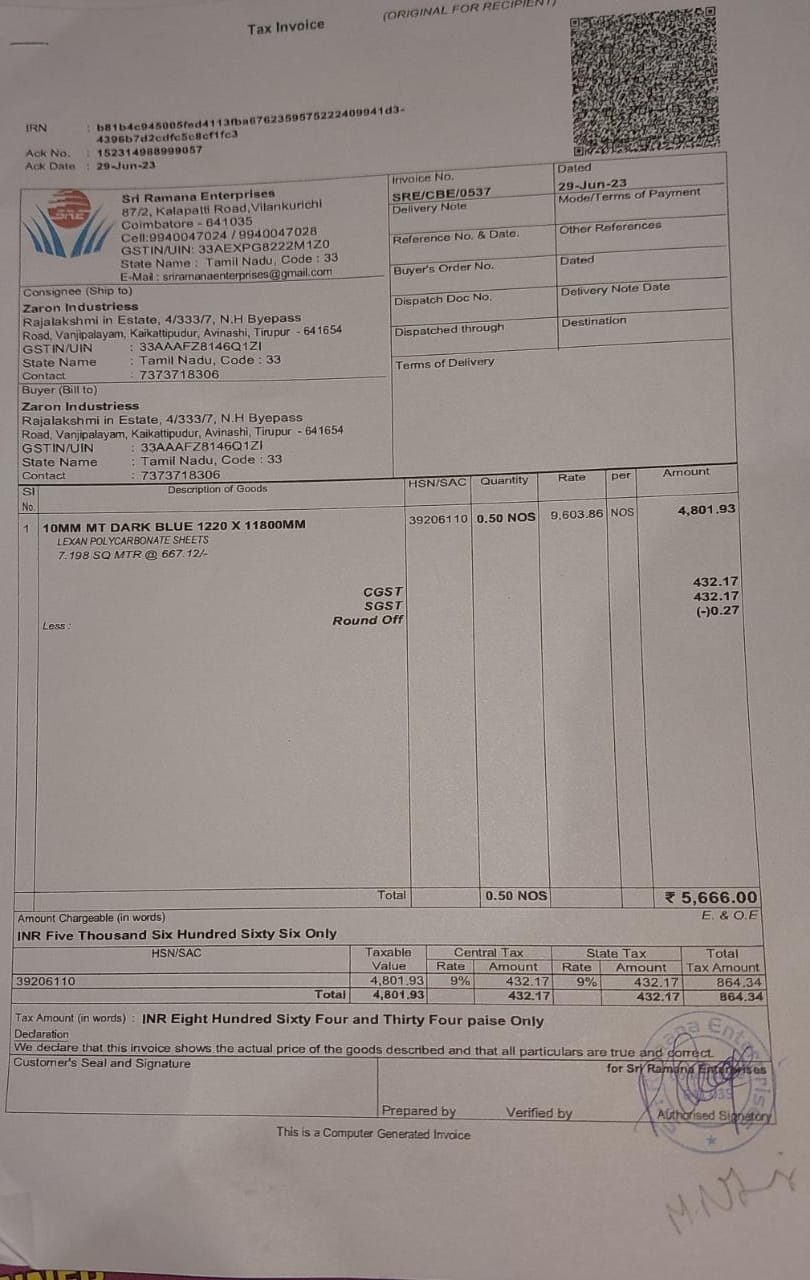 (ORIGINAL FOR RECIPIENT)
Tax Invoice
IRN : b81b4c945005fed4113fba6762359575222409941d3-
4396b7d2cdfc5c8cf1fc3
Ack No. : 152314988999057
Ack Date : 29-Jun-23
SRE
Sri Ramana Enterprises
87/2, Kalapatti Road,Vilankurichi
Coimbatore - 641035
Cell:9940047024 / 9940047028
GSTIN/UIN: 33AEXPG8222M1Z0
State Name : Tamil Nadu, Code : 33
E-Mail : sriramanaenterprises@gmail.com
Invoice No.
SRE/CBE/0537
Dated
29-Jun-23
Delivery Note
Mode/Terms of Payment
Reference No. & Date.
Other References
Buyer's Order No.
Dated
Dispatch Doc No.
Delivery Note Date
Dispatched through
Destination
Terms of Delivery
Consignee (Ship to)
Zaron Industriess
Rajalakshmi in Estate, 4/333/7, N.H Byepass
Road, Vanjipalayam, Kaikattipudur, Avinashi, Tirupur - 641654
GSTIN/UIN : 33AAAFZ8146Q1ZI
State Name : Tamil Nadu, Code : 33
Contact : 7373718306
Buyer (Bill to)
Zaron Industriess
Rajalakshmi in Estate, 4/333/7, N.H Byepass
Road, Vanjipalayam, Kaikattipudur, Avinashi, Tirupur - 641654
GSTIN/UIN : 33AAAFZ8146Q1ZI
State Name : Tamil Nadu, Code : 33
Contact : 7373718306
Sl No. Description of Goods HSN/SAC Quantity Rate per Amount
1 10MM MT DARK BLUE 1220 X 11800MM 39206110 0.50 NOS 9,603.86 NOS 4,801.93
LEXAN POLYCARBONATE SHEETS
7.198 SQ MTR @ 667.12/-
CGST 432.17
SGST 432.17
Less : Round Off (-)0.27
Total 0.50 NOS ₹ 5,666.00
Amount Chargeable (in words) E. & O.E
INR Five Thousand Six Hundred Sixty Six Only
HSN/SAC Taxable Value Central Tax State Tax Total Tax Amount
Rate Amount Rate Amount
39206110 4,801.93 9% 432.17 9% 432.17 864.34
Total 4,801.93 432.17 432.17 864.34
Tax Amount (in words) : INR Eight Hundred Sixty Four and Thirty Four paise Only
Declaration
We declare that this invoice shows the actual price of the goods described and that all particulars are true and correct.
Customer's Seal and Signature
for Sri Ramana Enterprises
Prepared by Verified by Authorised Signatory
This is a Computer Generated Invoice